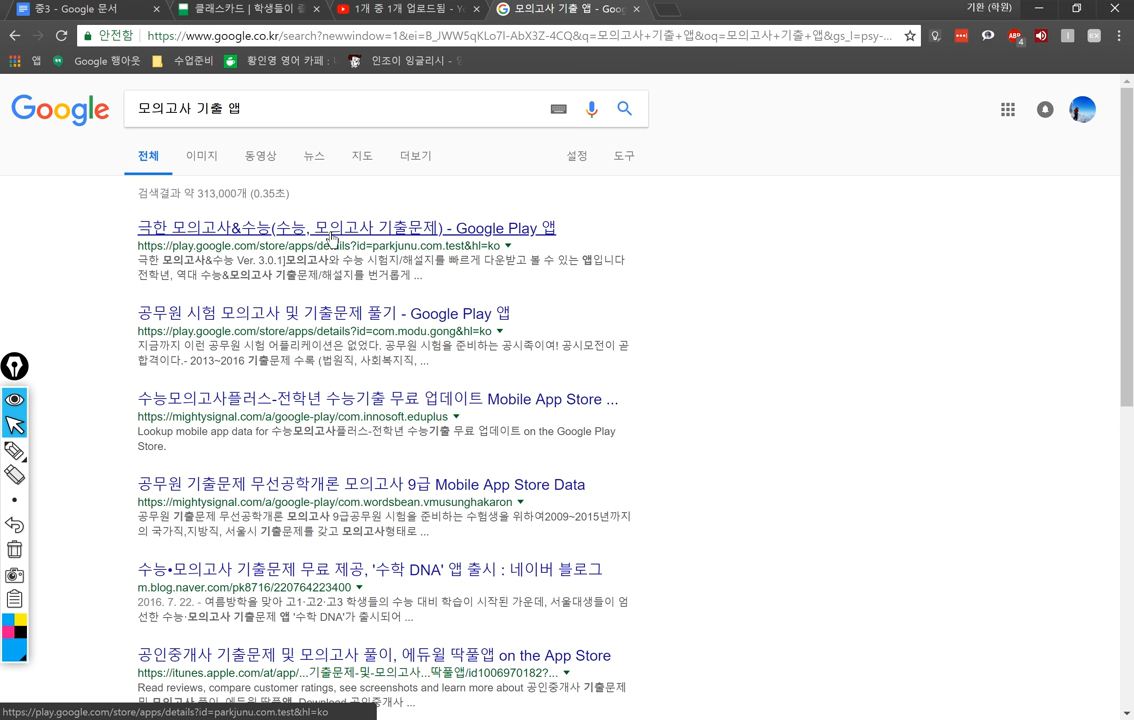 중3 - Google 문서
클래스카드 | 학생들이 
1개 중 1개 업로드됨 - Yo
모의고사 기출 앱 - Goo
기환 (학원)
안전함
https://www.google.co.kr/search?newwindow=1&ei=B_JWW5qKLo7I-AbX3Z-4CQ&q=모의고사+기출+앱&oq=모의고사+기출+앱&gs_l=psy-...
앱
Google 행아웃
수업준비
황인영 영어 카페 :
인조이 잉글리시 -
Google
모의고사 기출 앱
전체 이미지 동영상 뉴스 지도 더보기 설정 도구
검색결과 약 313,000개 (0.35초)
극한 모의고사&수능(수능, 모의고사 기출문제) - Google Play 앱
https://play.google.com/store/apps/details?id=parkjunu.com.test&hl=ko
극한 모의고사&수능 Ver. 3.0.1]모의고사와 수능 시험지/해설지를 빠르게 다운받고 볼 수 있는 앱입니다
전학년, 역대 수능&모의고사 기출문제/해설지를 번거롭게 ...
공무원 시험 모의고사 및 기출문제 풀기 - Google Play 앱
https://play.google.com/store/apps/details?id=com.modu.gong&hl=ko
지금까지 이런 공무원 시험 어플리케이션은 없었다. 공무원 시험을 준비하는 공시족이여! 공시모전이 곧
합격이다.- 2013~2016 기출문제 수록 (법원직, 사회복지직, ...
수능모의고사플러스-전학년 수능기출 무료 업데이트 Mobile App Store ...
https://mightysignal.com/a/google-play/com.innosoft.eduplus
Lookup mobile app data for 수능모의고사플러스-전학년 수능기출 무료 업데이트 on the Google Play
Store.
공무원 기출문제 무선공학개론 모의고사 9급 Mobile App Store Data
https://mightysignal.com/a/google-play/com.wordsbean.vmusunghakaron
공무원 기출문제 무선공학개론 모의고사 9급공무원 시험을 준비하는 수험생을 위하여2009~2015년까지
의 국가직,지방직, 서울시 기출문제를 갖고 모의고사형태로 ...
수능•모의고사 기출문제 무료 제공, '수학 DNA' 앱 출시 : 네이버 블로그
m.blog.naver.com/pk8716/220764223400
2016. 7. 22. - 여름방학을 맞아 고1·고2·고3 학생들의 수능 대비 학습이 시작된 가운데, 서울대생들이 엄
선한 수능·모의고사 기출문제 앱 '수학 DNA'가 출시되어 ...
공인중개사 기출문제 및 모의고사 풀이, 에듀윌 딱풀앱 on the App Store
https://itunes.apple.com/at/app/...기출문제-및-모의고사...딱풀앱/id1006970182?...
Read reviews, compare customer ratings, see screenshots and learn more about 공인중개사 기출문제
및 모의고사 풀이, 에듀윌 딱풀앱. Download 공인중개사 ...
https://play.google.com/store/apps/details?id=parkjunu.com.test&hl=ko